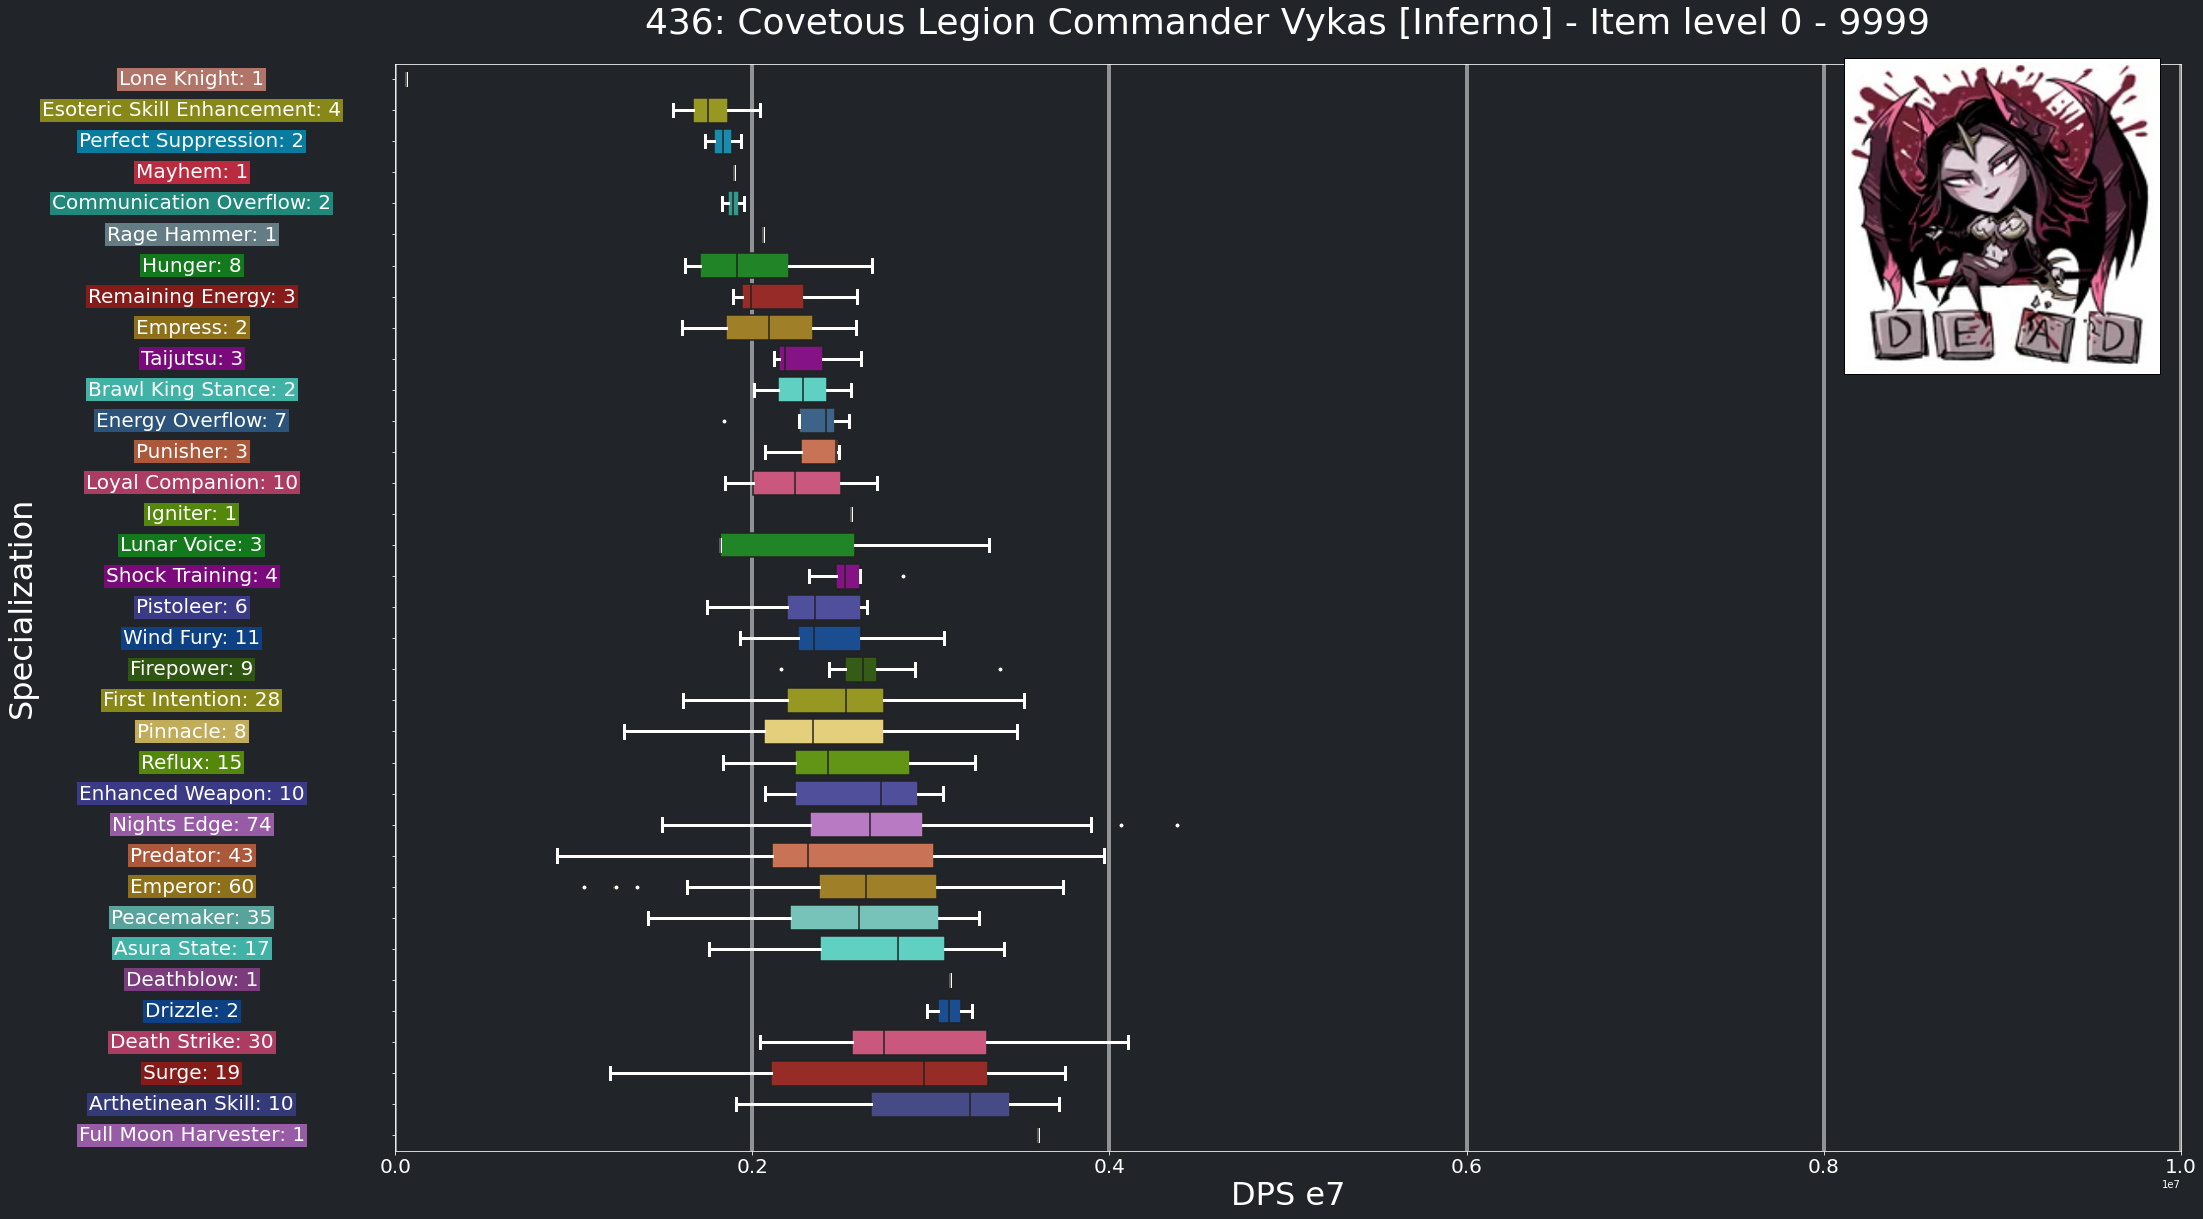 436: Covetous Legion Commander Vykas [Inferno] - Item level 0 - 9999
Specialization
Lone Knight: 1
Esoteric Skill Enhancement: 4
Perfect Suppression: 2
Mayhem: 1
Communication Overflow: 2
Rage Hammer: 1
Hunger: 8
Remaining Energy: 3
Empress: 2
Taijutsu: 3
Brawl King Stance: 2
Energy Overflow: 7
Punisher: 3
Loyal Companion: 10
Igniter: 1
Lunar Voice: 3
Shock Training: 4
Pistoleer: 6
Wind Fury: 11
Firepower: 9
First Intention: 28
Pinnacle: 8
Reflux: 15
Enhanced Weapon: 10
Nights Edge: 74
Predator: 43
Emperor: 60
Peacemaker: 35
Asura State: 17
Deathblow: 1
Drizzle: 2
Death Strike: 30
Surge: 19
Arthetinean Skill: 10
Full Moon Harvester: 1
D E A D
0.0 0.2 0.4 0.6 0.8 1.0
1e7
DPS e7